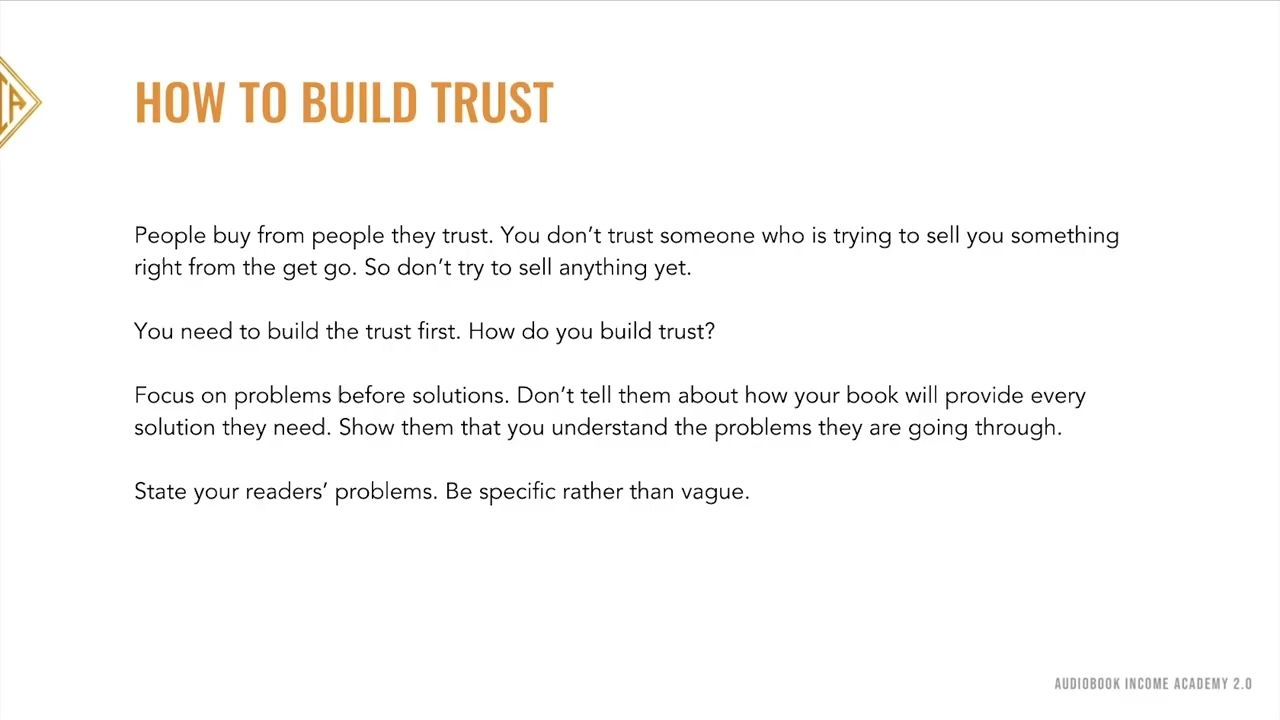 HOW TO BUILD TRUST
People buy from people they trust. You don’t trust someone who is trying to sell you something
right from the get go. So don’t try to sell anything yet.
You need to build the trust first. How do you build trust?
Focus on problems before solutions. Don’t tell them about how your book will provide every
solution they need. Show them that you understand the problems they are going through.
State your readers’ problems. Be specific rather than vague.
AUDIOBOOK INCOME ACADEMY 2.0